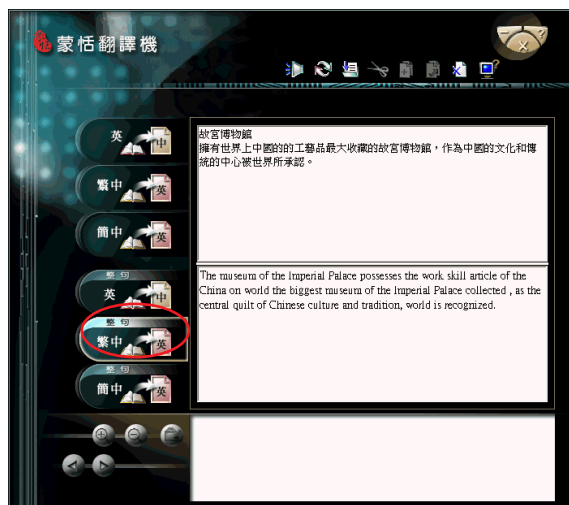 蒙恬翻譯機
英 中
繁中 英
簡中 英
整句
英 中
整句
繁中 英
整句
簡中 英
故宮博物館
擁有世界上中國的的工藝品最大收藏的故宮博物館，作為中國的文化和傳
統的中心被世界所承認。
The museum of the Imperial Palace possesses the work skill article of the
China on world the biggest museum of the Imperial Palace collected , as the
central quilt of Chinese culture and tradition, world is recognized.